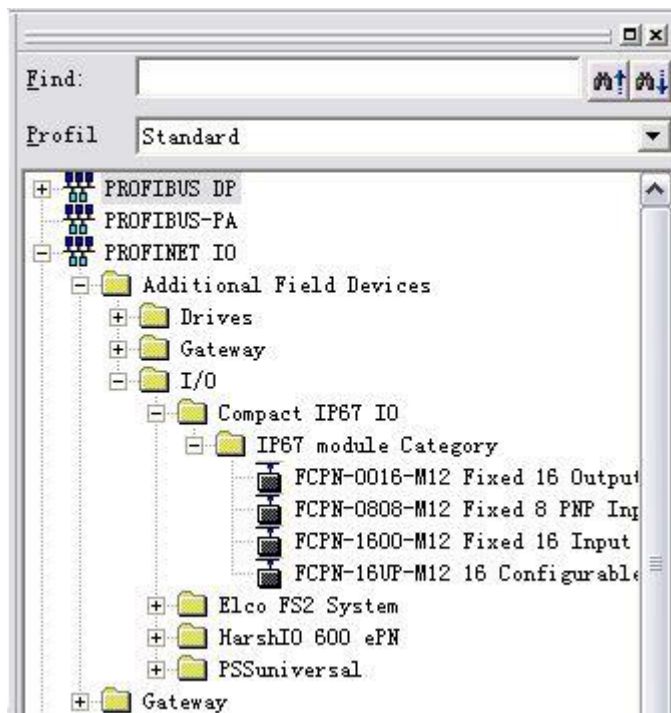 Find:
Profil Standard
PROFIBUS DP
PROFIBUS-PA
PROFINET IO
Additional Field Devices
Drives
Gateway
I/O
Compact IP67 IO
IP67 module Category
FCPN-0016-M12 Fixed 16 Output
FCPN-0808-M12 Fixed 8 PNP Inp
FCPN-1600-M12 Fixed 16 Input
FCPN-16UP-M12 16 Configurable
Elco FS2 System
HarshIO 600 ePN
PSSuniversal
Gateway